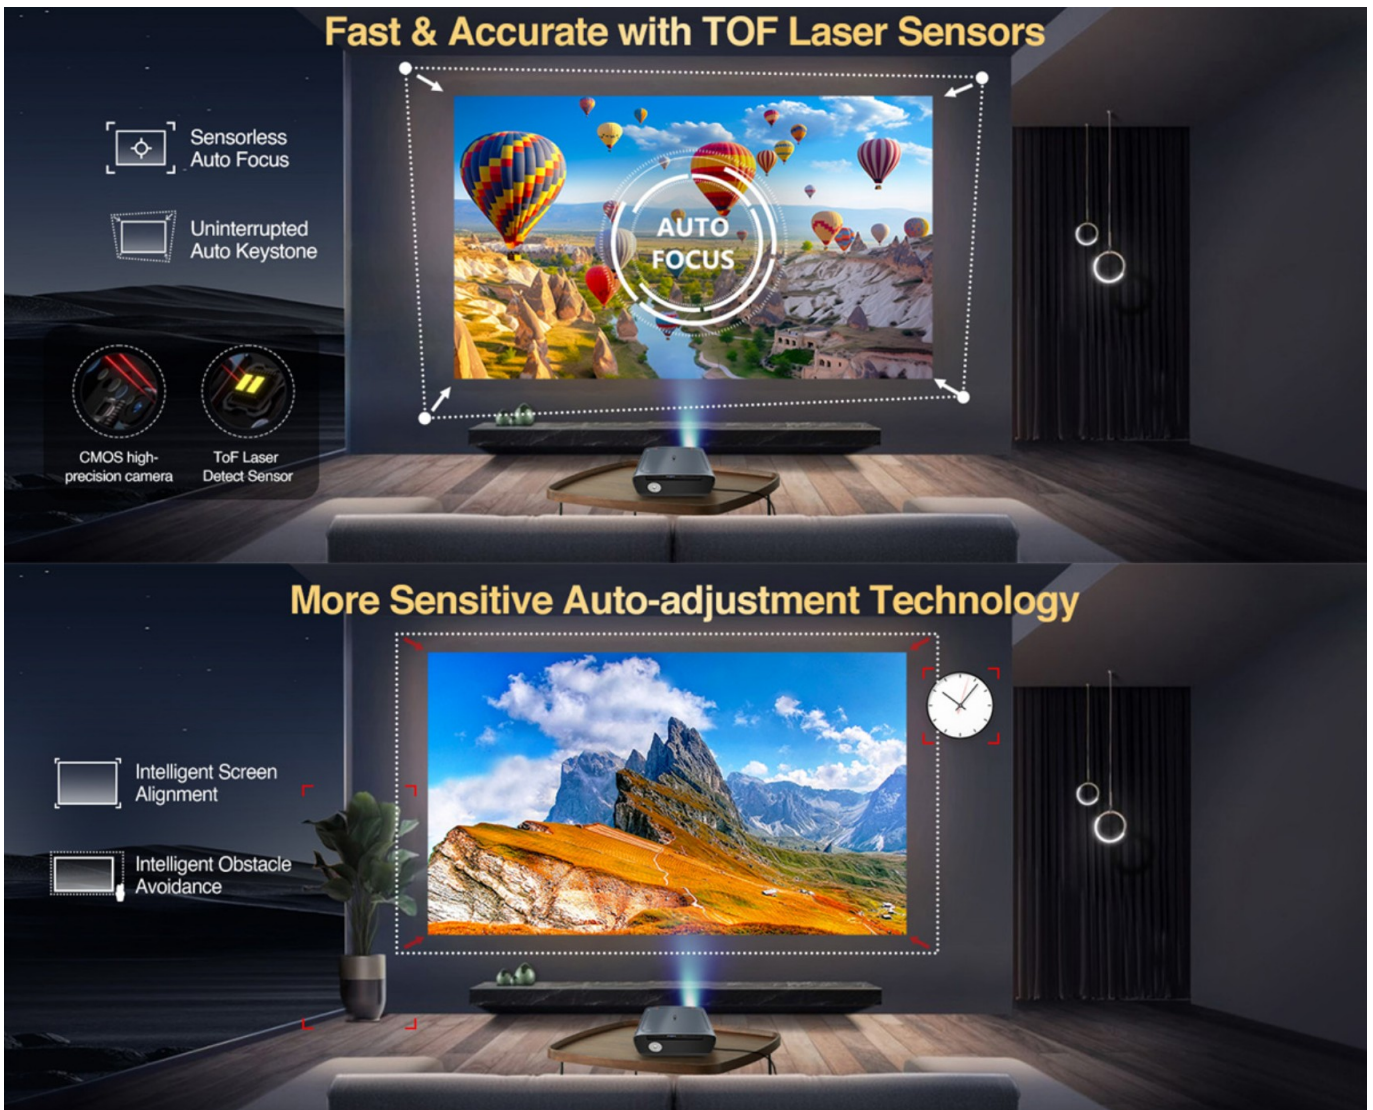 Fast & Accurate with TOF Laser Sensors
Sensorless
Auto Focus
Uninterrupted
Auto Keystone
AUTO
FOCUS
CMOS high-
precision camera
ToF Laser
Detect Sensor
More Sensitive Auto-adjustment Technology
Intelligent Screen
Alignment
Intelligent Obstacle
Avoidance